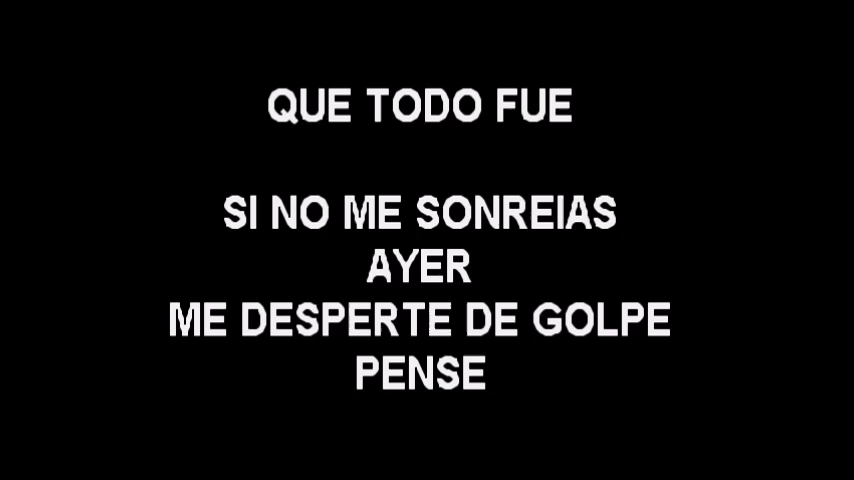 QUE TODO FUE
SI NO ME SONREIAS
AYER
ME DESPERTE DE GOLPE
PENSE